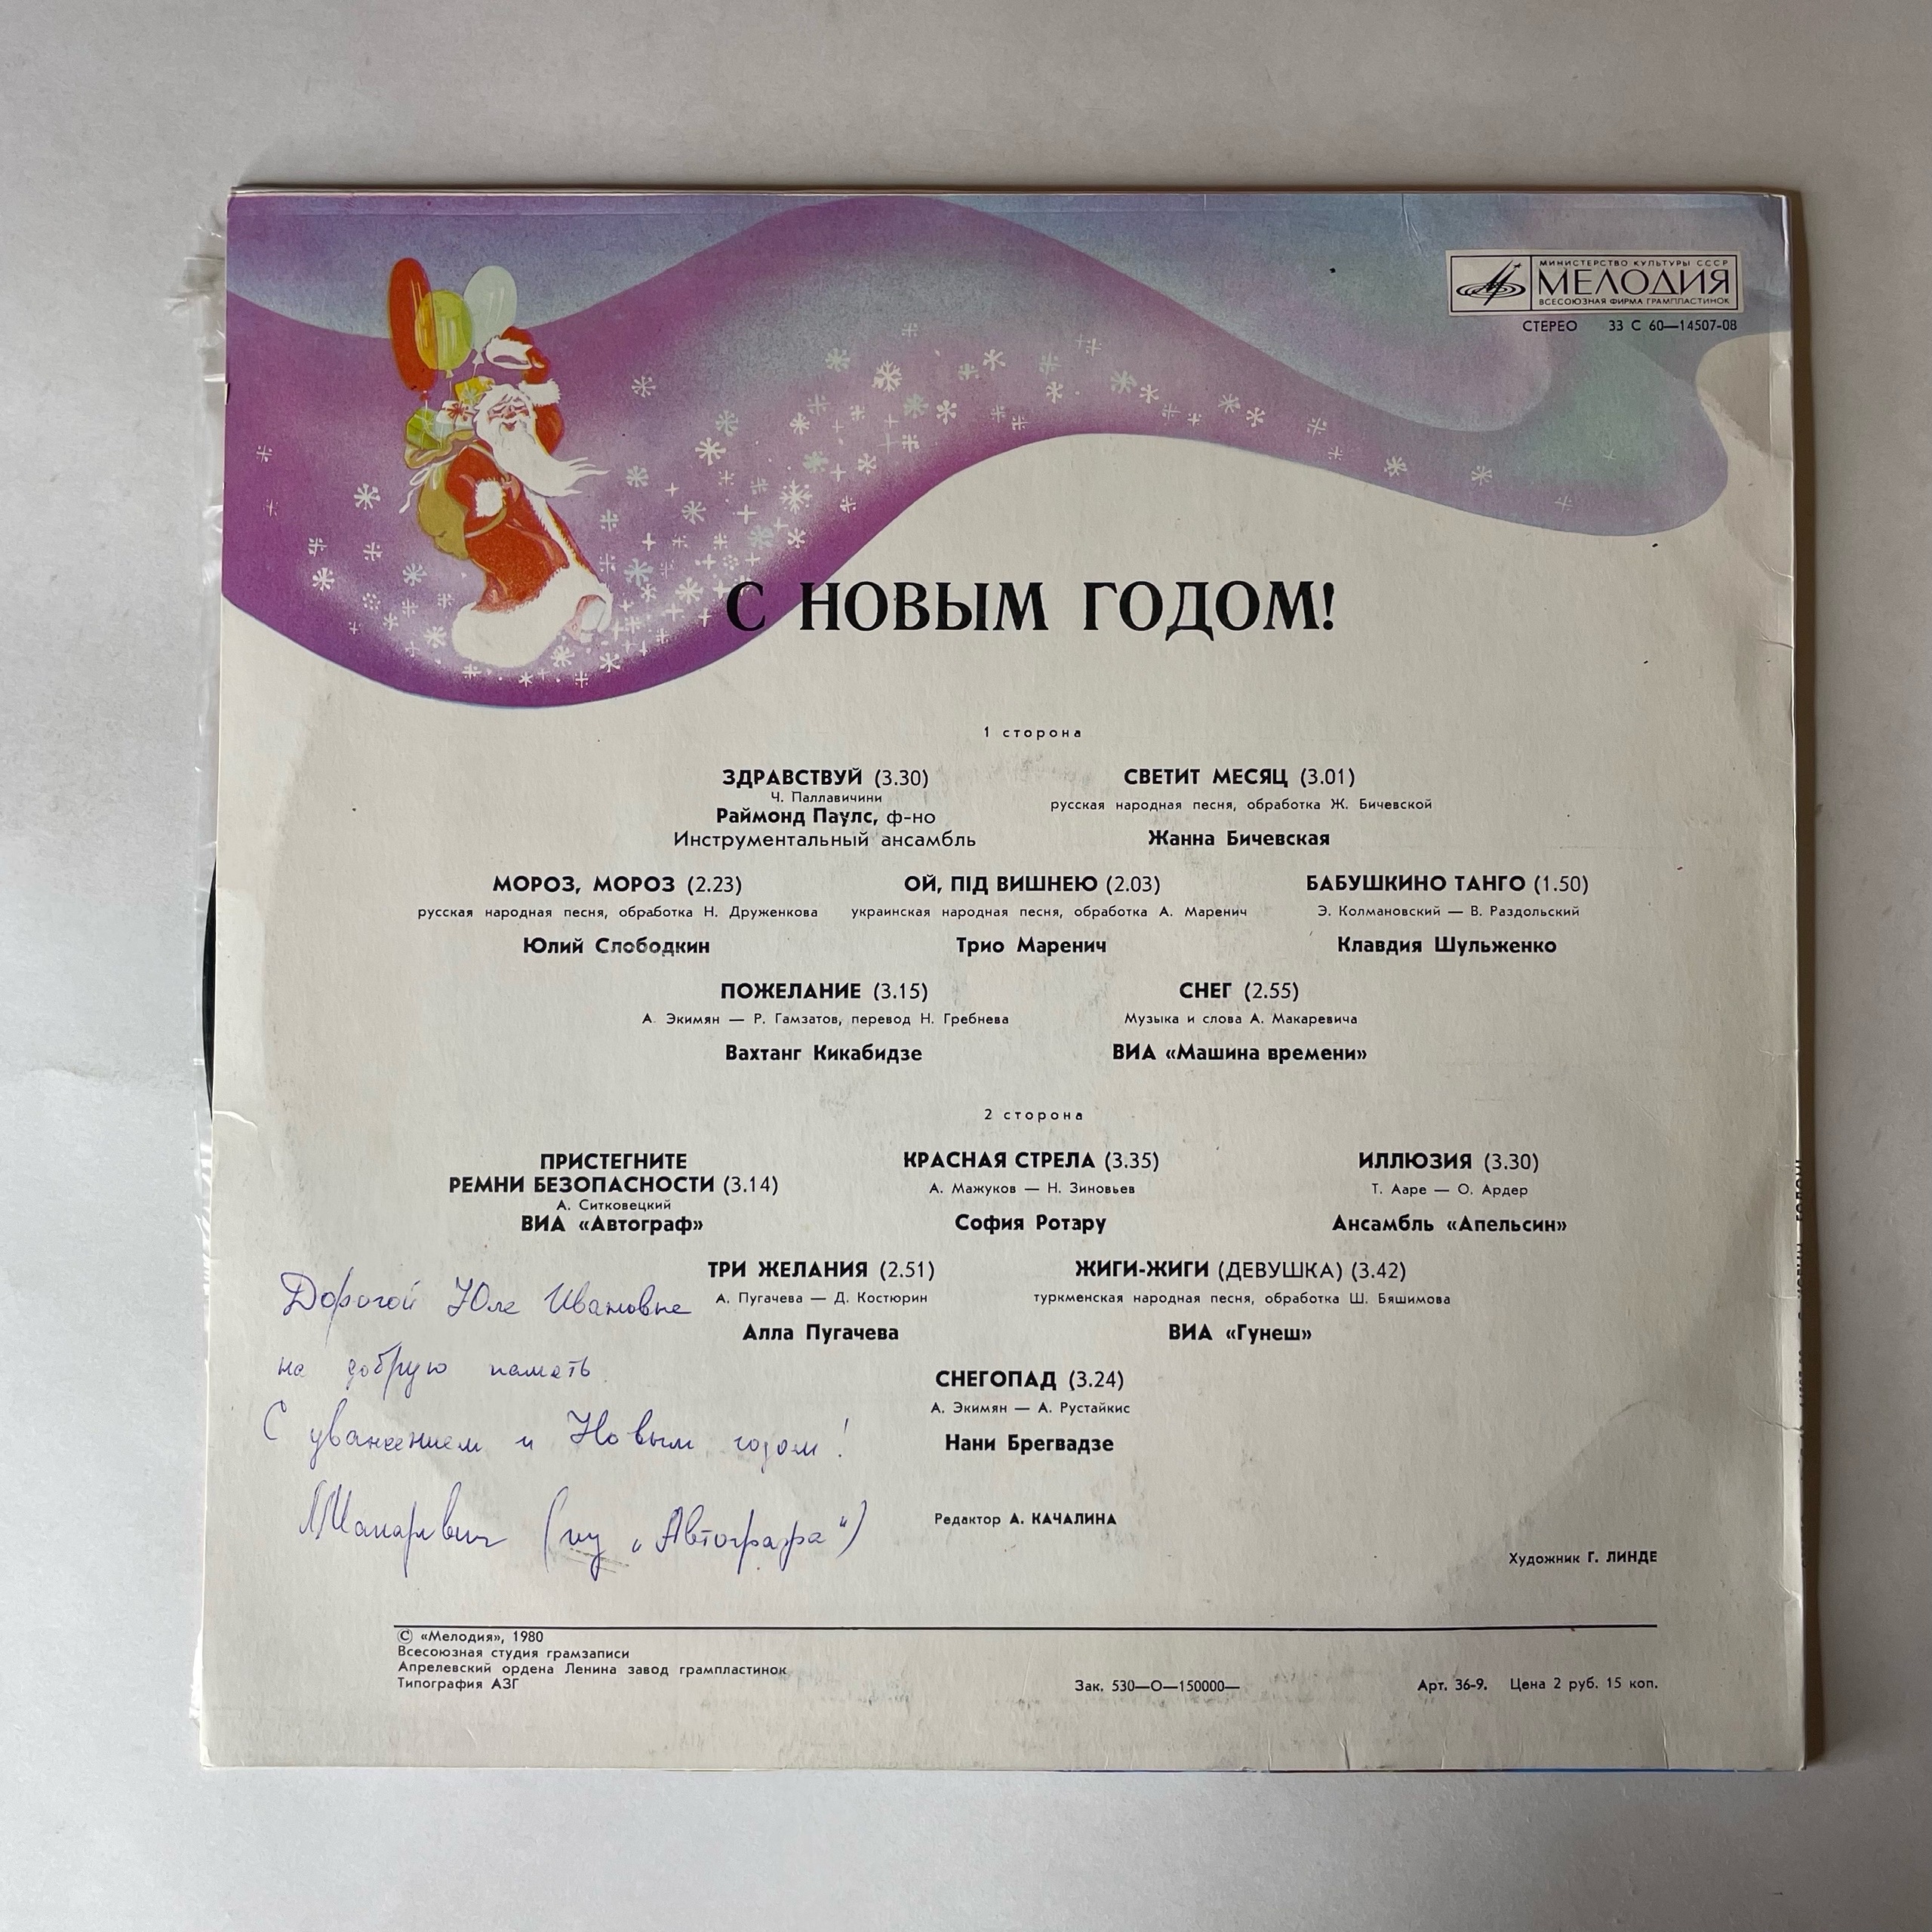 МИНИСТЕРСТВО КУЛЬТУРЫ СССР
МЕЛОДИЯ
ВСЕСОЮЗНАЯ ФИРМА ГРАМПЛАСТИНОК
СТЕРЕО 33 С 60—14507-08
С НОВЫМ ГОДОМ!
1 сторона
ЗДРАВСТВУЙ (3.30)
Ч. Паллавичини
Раймонд Паулс, ф-но
Инструментальный ансамбль
СВЕТИТ МЕСЯЦ (3.01)
русская народная песня, обработка Ж. Бичевской
Жанна Бичевская
МОРОЗ, МОРОЗ (2.23)
русская народная песня, обработка Н. Друженкова
Юлий Слободкин
ОЙ, ПІД ВИШНЕЮ (2.03)
украинская народная песня, обработка А. Маренич
Трио Маренич
БАБУШКИНО ТАНГО (1.50)
Э. Колмановский — В. Раздольский
Клавдия Шульженко
ПОЖЕЛАНИЕ (3.15)
А. Экимян — Р. Гамзатов, перевод Н. Гребнева
Вахтанг Кикабидзе
СНЕГ (2.55)
Музыка и слова А. Макаревича
ВИА «Машина времени»
2 сторона
ПРИСТЕГНИТЕ
РЕМНИ БЕЗОПАСНОСТИ (3.14)
А. Ситковецкий
ВИА «Автограф»
КРАСНАЯ СТРЕЛА (3.35)
А. Мажуков — Н. Зиновьев
София Ротару
ИЛЛЮЗИЯ (3.30)
Т. Ааре — О. Ардер
Ансамбль «Апельсин»
ТРИ ЖЕЛАНИЯ (2.51)
А. Пугачева — Д. Костюрин
Алла Пугачева
ЖИГИ-ЖИГИ (ДЕВУШКА) (3.42)
туркменская народная песня, обработка Ш. Бяшимова
ВИА «Гунеш»
СНЕГОПАД (3.24)
А. Экимян — А. Рустайкис
Нани Брегвадзе
Дорогой Юле Ивановне
на добрую память
С уважением и Новым годом!
Макаревич (из „Автографа")
Редактор А. КАЧАЛИНА
Художник Г. ЛИНДЕ
© «Мелодия», 1980
Всесоюзная студия грамзаписи
Апрелевский ордена Ленина завод грампластинок
Типография АЗГ
Зак. 530—О—150000—
Арт. 36-9. Цена 2 руб. 15 коп.